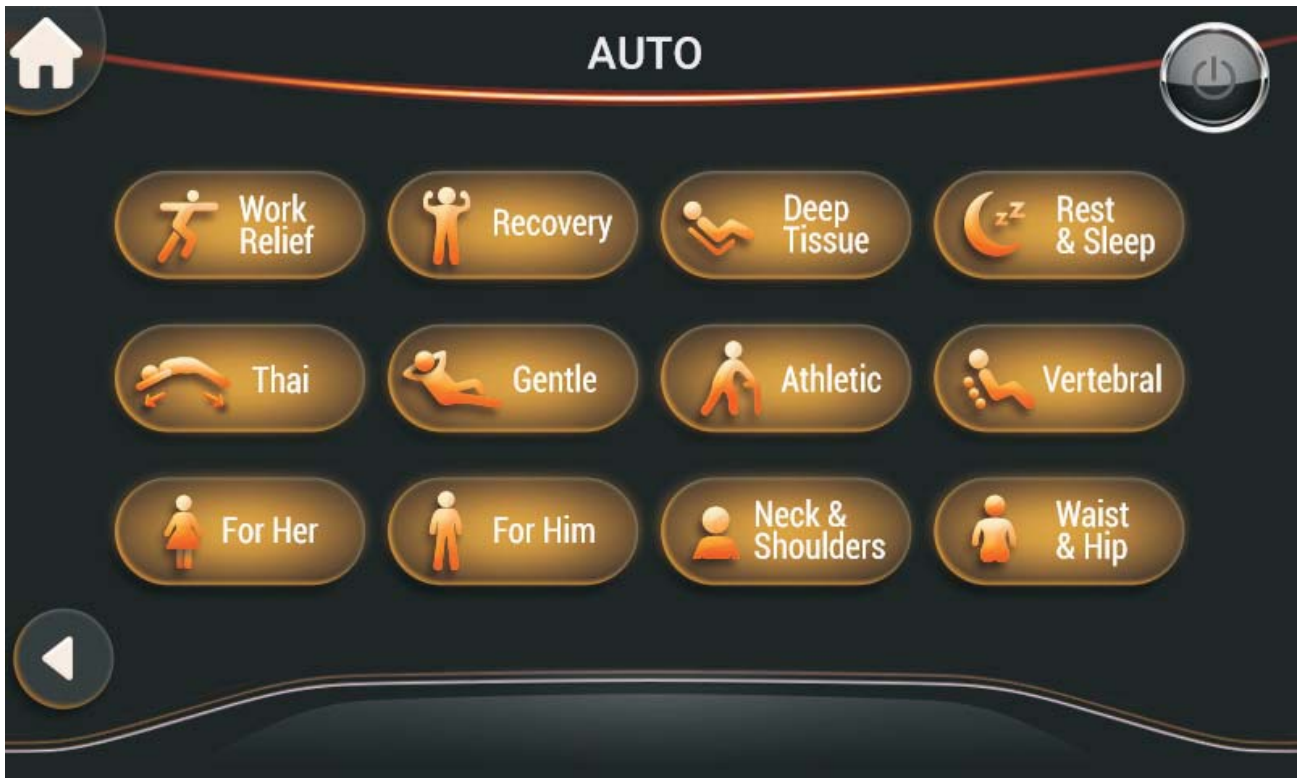 AUTO
Work
Relief
Recovery
Deep
Tissue
zZ
Rest
& Sleep
Thai
Gentle
Athletic
Vertebral
For Her
For Him
Neck &
Shoulders
Waist
& Hip